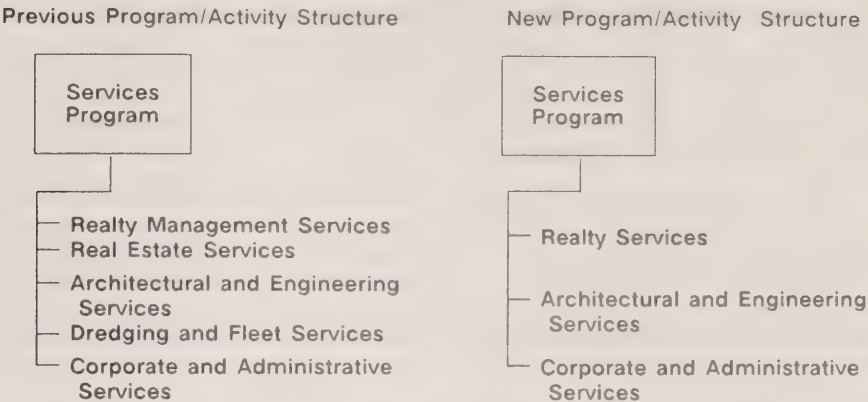 Previous Program/Activity Structure
Services
Program
Realty Management Services
Real Estate Services
Architectural and Engineering
Services
Dredging and Fleet Services
Corporate and Administrative
Services
New Program/Activity Structure
Services
Program
Realty Services
Architectural and Engineering
Services
Corporate and Administrative
Services